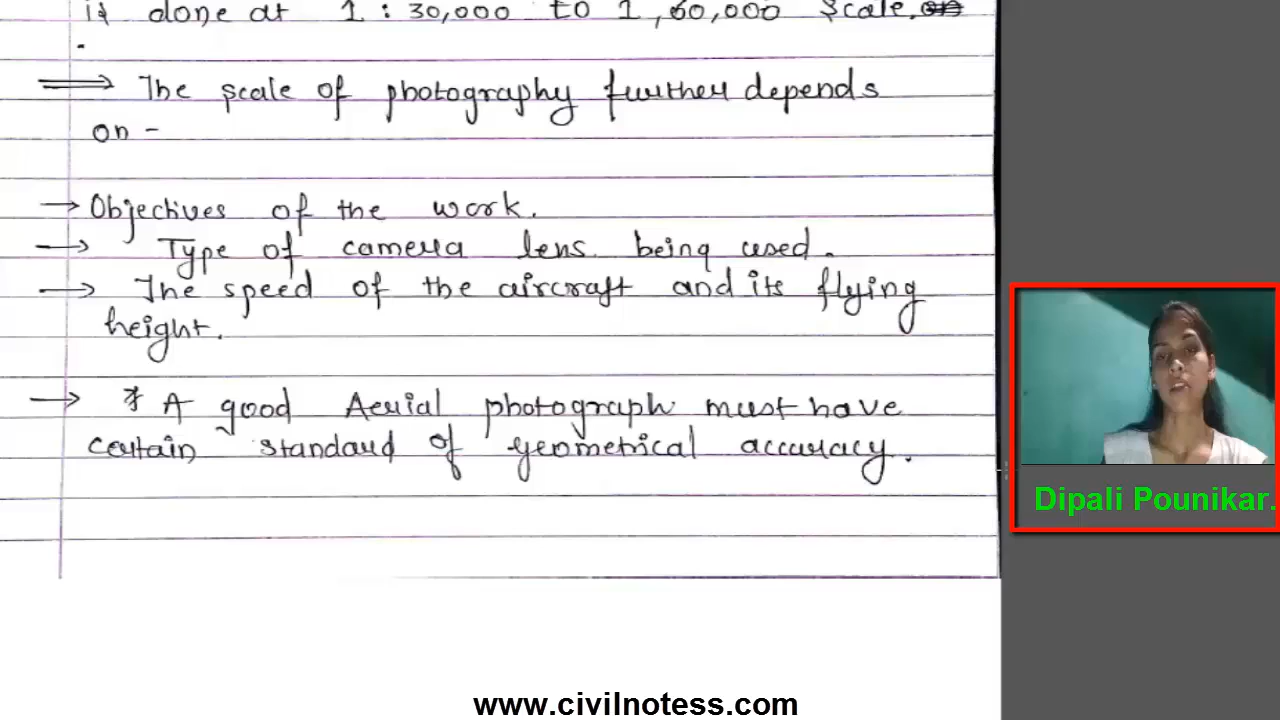 is done at 1 : 30,000 to 1,60,000 scale.
⟹ The scale of photography further depends
on -
→ Objectives of the work.
→ Type of camera lens being used.
→ The speed of the aircraft and its flying
height.
→ * A good Aerial photograph must have
certain standard of geometrical accuracy.
Dipali Pounikar.
www.civilnotess.com